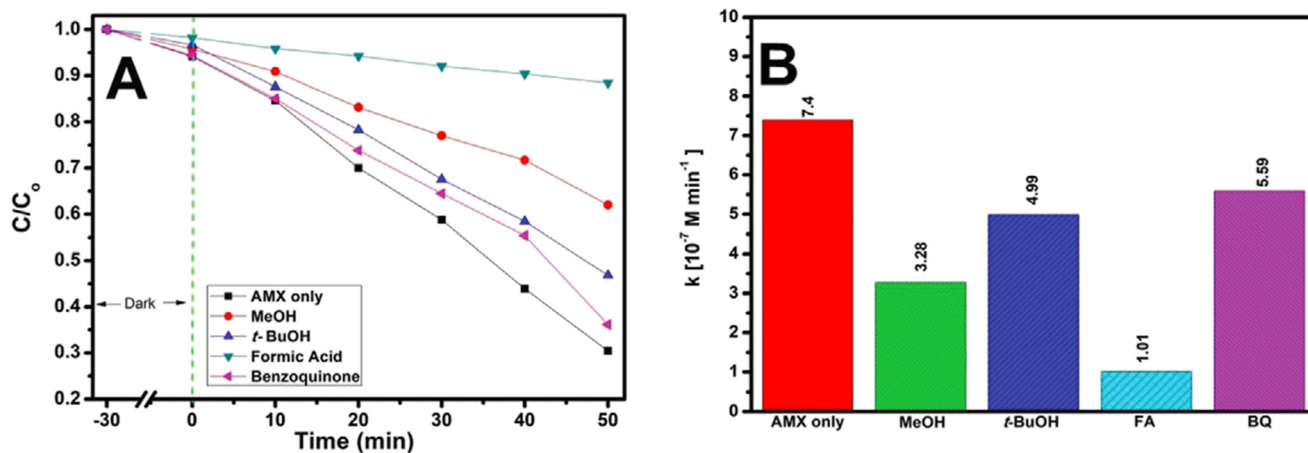 A
C/Co
1.0
0.9
0.8
0.7
0.6
0.5
0.4
0.3
0.2
Dark
AMX only
MeOH
t-BuOH
Formic Acid
Benzoquinone
-30 0 10 20 30 40 50
Time (min)
B
k [10⁻⁷ M min⁻¹]
10
9
8
7
6
5
4
3
2
1
0
7.4
3.28
4.99
1.01
5.59
AMX only MeOH t-BuOH FA BQ